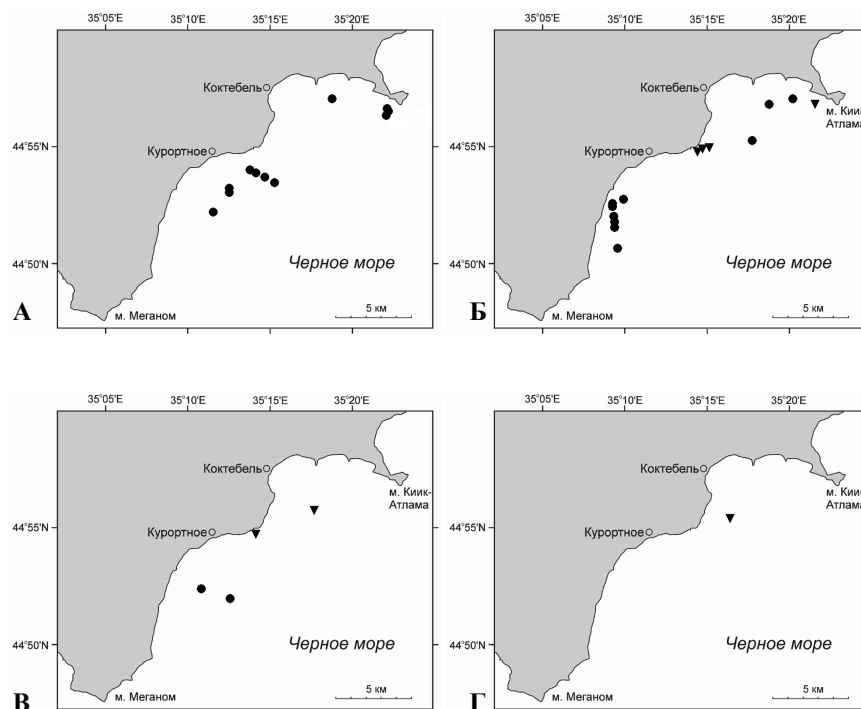 35°05'E 35°10'E 35°16'E 35°20'E
Коктебель
44°55'N
Курортное
44°50'N
Черное море
5 км
м. Меганом
А
35°05'E 35°10'E 35°15'E 35°20'E
Коктебель
м. Киик-
Атлама
44°55'N
Курортное
44°50'N
Черное море
5 км
м. Меганом
Б
35°05'E 35°10'E 35°16'E 35°20'E
Коктебель
м. Киик-
Атлама
44°55'N
Курортное
44°50'N
Черное море
5 км
м. Меганом
В
35°05'E 35°10'E 35°15'E 35°20'E
Коктебель
м. Киик-
Атлама
44°55'N
Курортное
44°50'N
Черное море
5 км
м. Меганом
Г